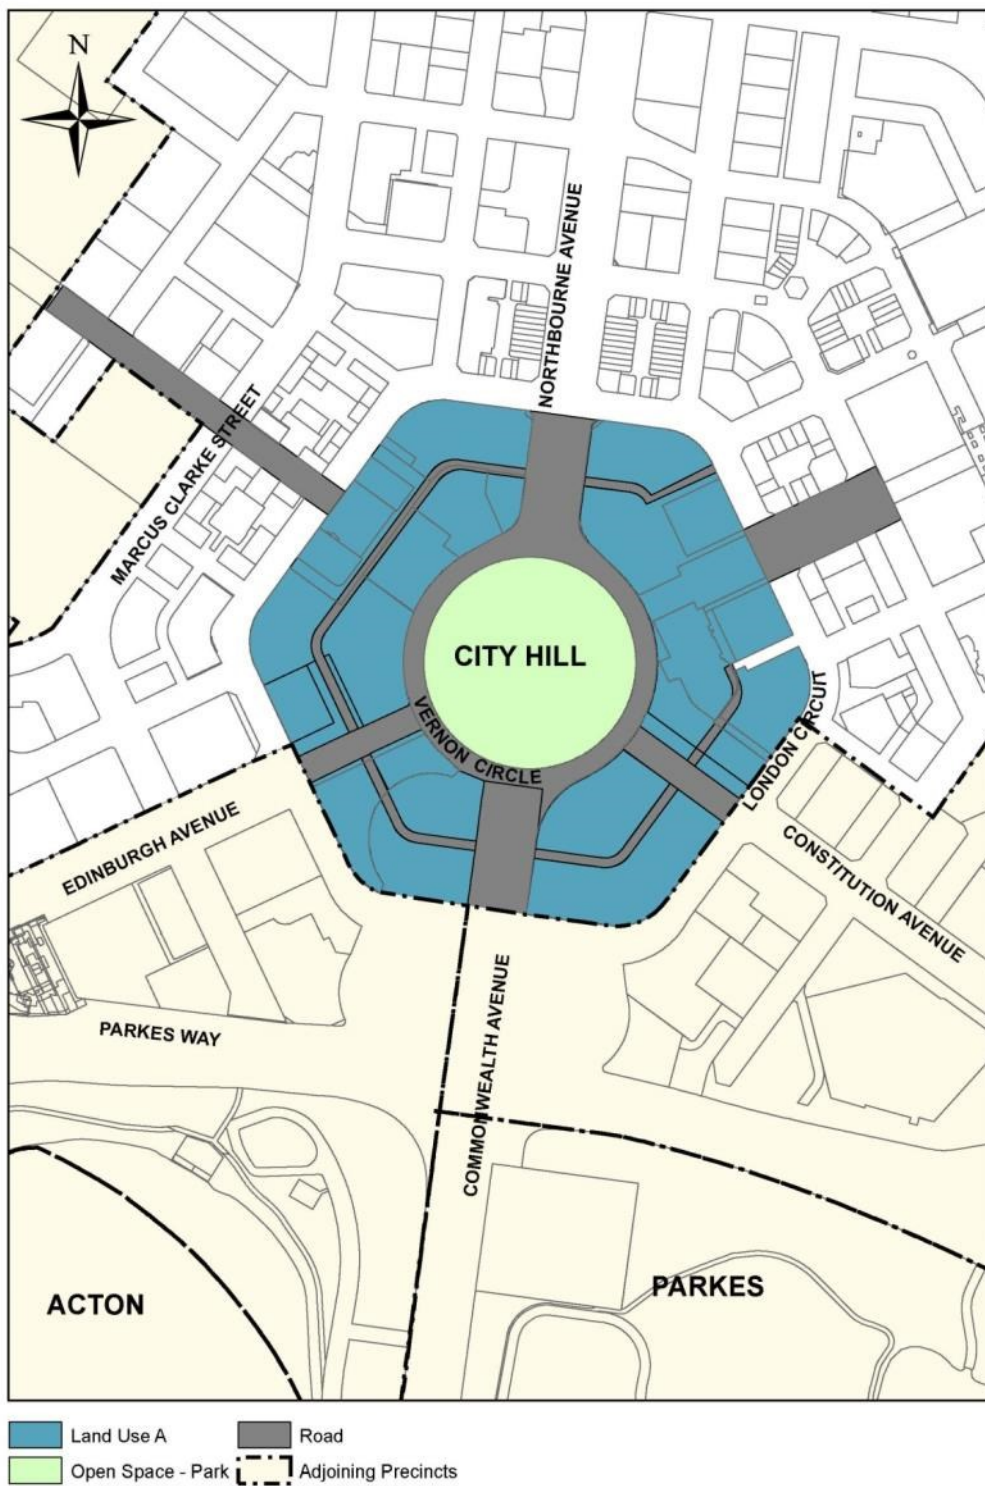 N
NORTHBOURNE AVENUE
MARCUS CLARKE STREET
CITY HILL
VERNON CIRCLE
LONDON CIRCUIT
EDINBURGH AVENUE
CONSTITUTION AVENUE
PARKES WAY
COMMONWEALTH AVENUE
ACTON
PARKES
Land Use A
Road
Open Space - Park
Adjoining Precincts